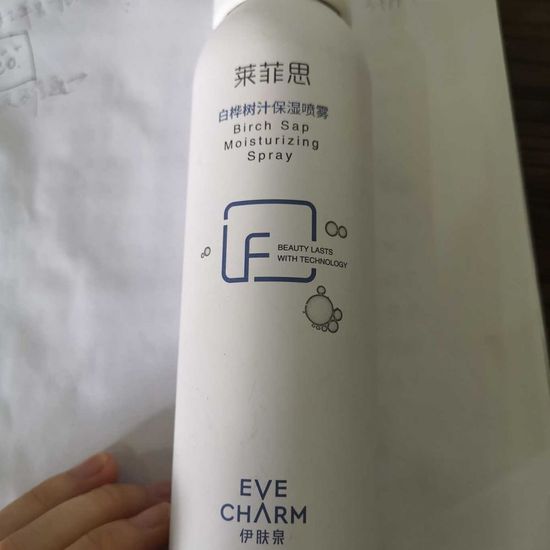 莱菲思
白桦树汁保湿喷雾
Birch Sap
Moisturizing
Spray
F
BEAUTY LASTS
WITH TECHNOLOGY
EVE
CHARM
伊肤泉